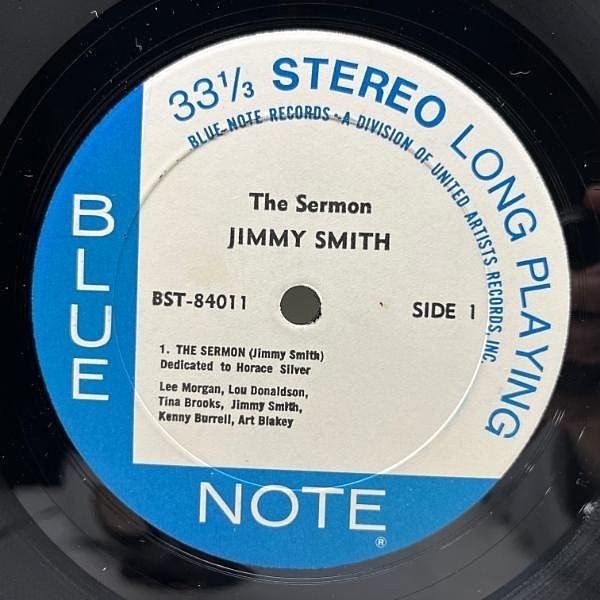 33⅓ STEREO LONG PLAYING
BLUE NOTE RECORDS ~ A DIVISION OF UNITED ARTISTS RECORDS, INC.
The Sermon
JIMMY SMITH
BST-84011
SIDE 1
1. THE SERMON (Jimmy Smith)
Dedicated to Horace Silver
Lee Morgan, Lou Donaldson,
Tina Brooks, Jimmy Smith,
Kenny Burrell, Art Blakey
BLUE
NOTE®